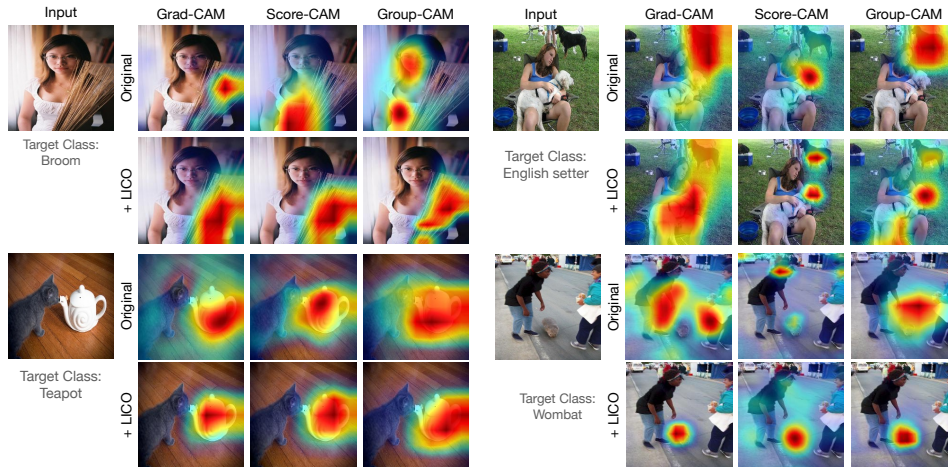 Input Grad-CAM Score-CAM Group-CAM Input Grad-CAM Score-CAM Group-CAM
Original
Original
Target Class:
Broom
+ LICO
Target Class:
English setter
+ LICO
Original
Original
Target Class:
Teapot
+ LICO
Target Class:
Wombat
+ LICO